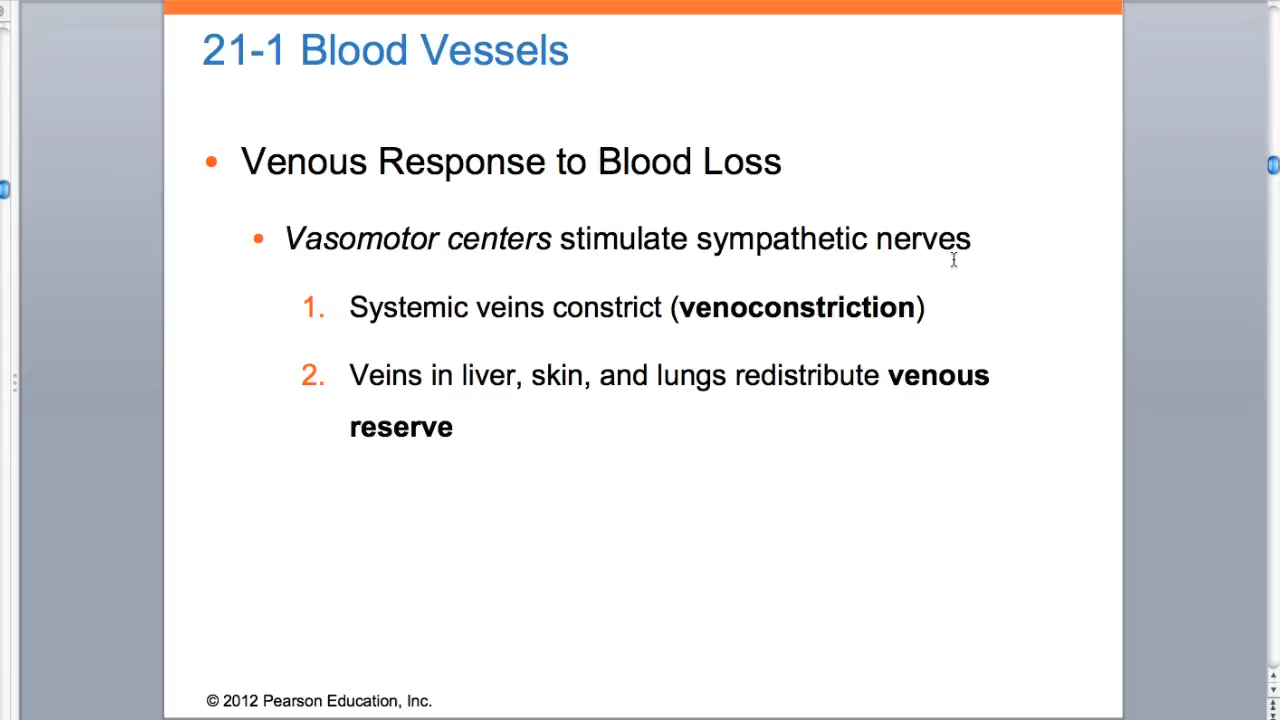 21-1 Blood Vessels
• Venous Response to Blood Loss
• Vasomotor centers stimulate sympathetic nerves
1. Systemic veins constrict (venoconstriction)
2. Veins in liver, skin, and lungs redistribute venous
reserve
© 2012 Pearson Education, Inc.